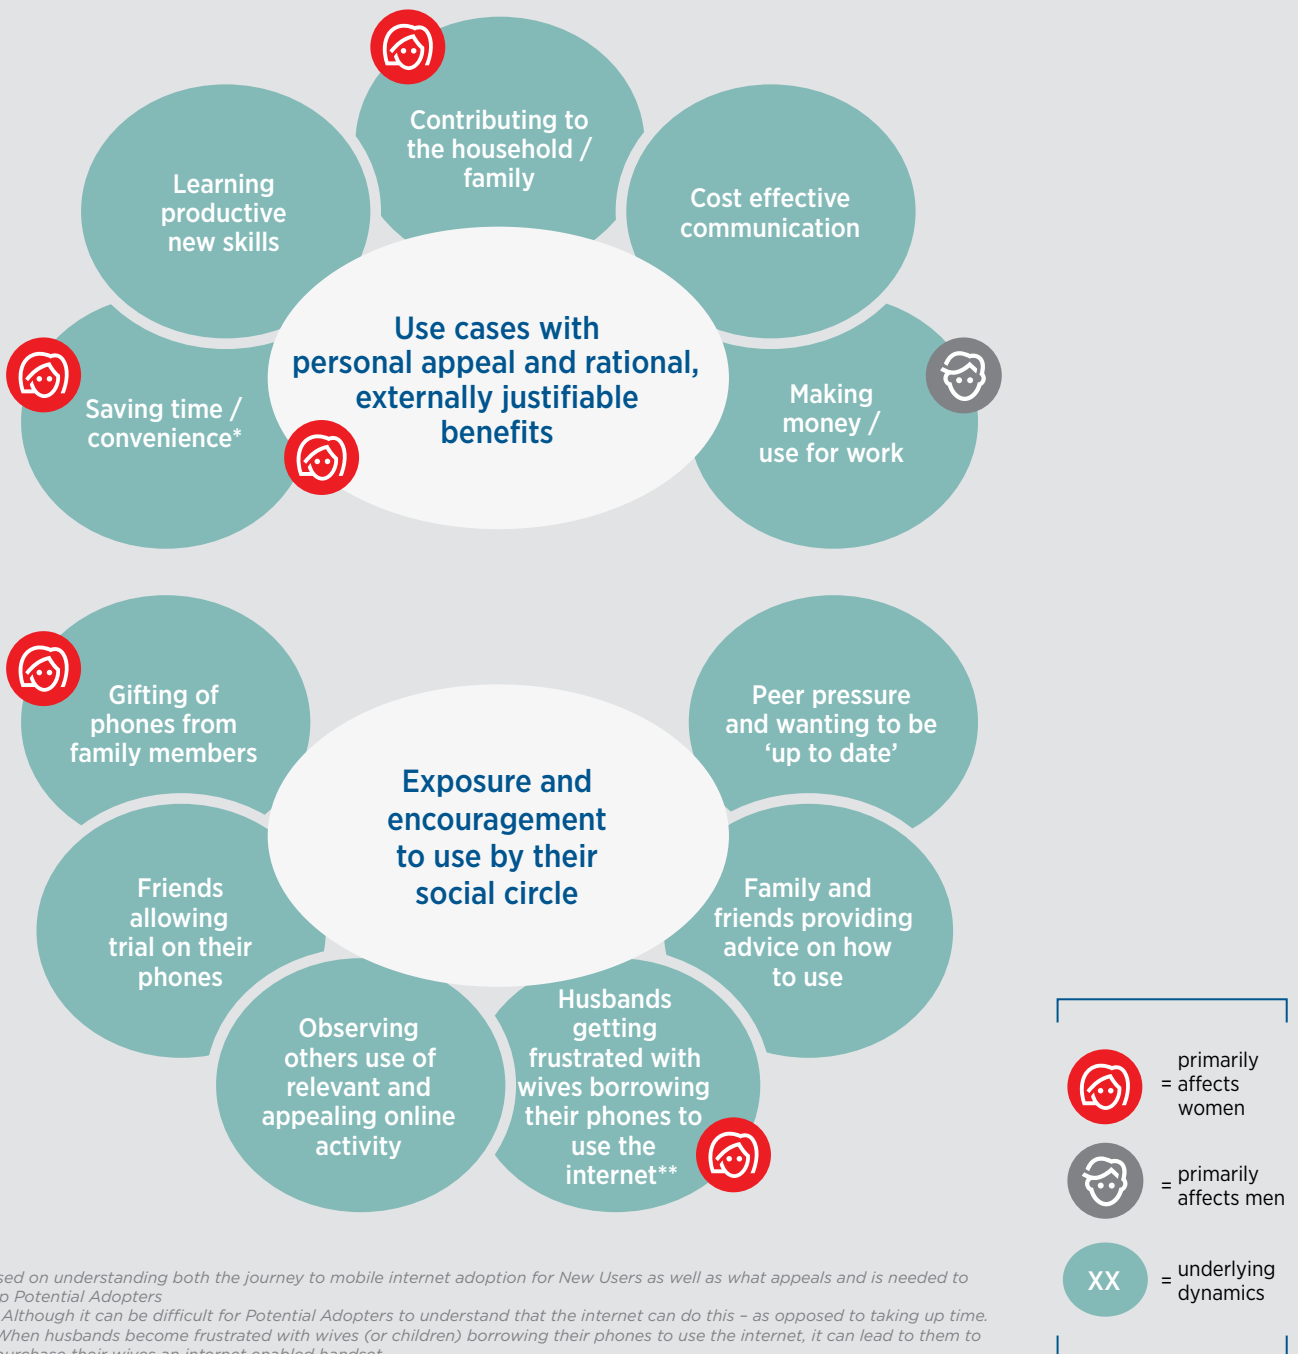 Contributing to
the household /
family
Learning
productive
new skills
Cost effective
communication
Use cases with
personal appeal and rational,
externally justifiable
benefits
Saving time /
convenience*
Making
money /
use for work
Gifting of
phones from
family members
Peer pressure
and wanting to be
‘up to date’
Exposure and
encouragement
to use by their
social circle
Friends
allowing
trial on their
phones
Family and
friends providing
advice on how
to use
Observing
others use of
relevant and
appealing online
activity
Husbands
getting
frustrated with
wives borrowing
their phones to
use the
internet**
= primarily
affects
women
= primarily
affects men
XX
= underlying
dynamics
on understanding both the journey to mobile internet adoption for New Users as well as what appeals and is needed to
Potential Adopters
Although it can be difficult for Potential Adopters to understand that the internet can do this – as opposed to taking up time.
When husbands become frustrated with wives (or children) borrowing their phones to use the internet, it can lead to them to
purchase their wives an internet enabled handset